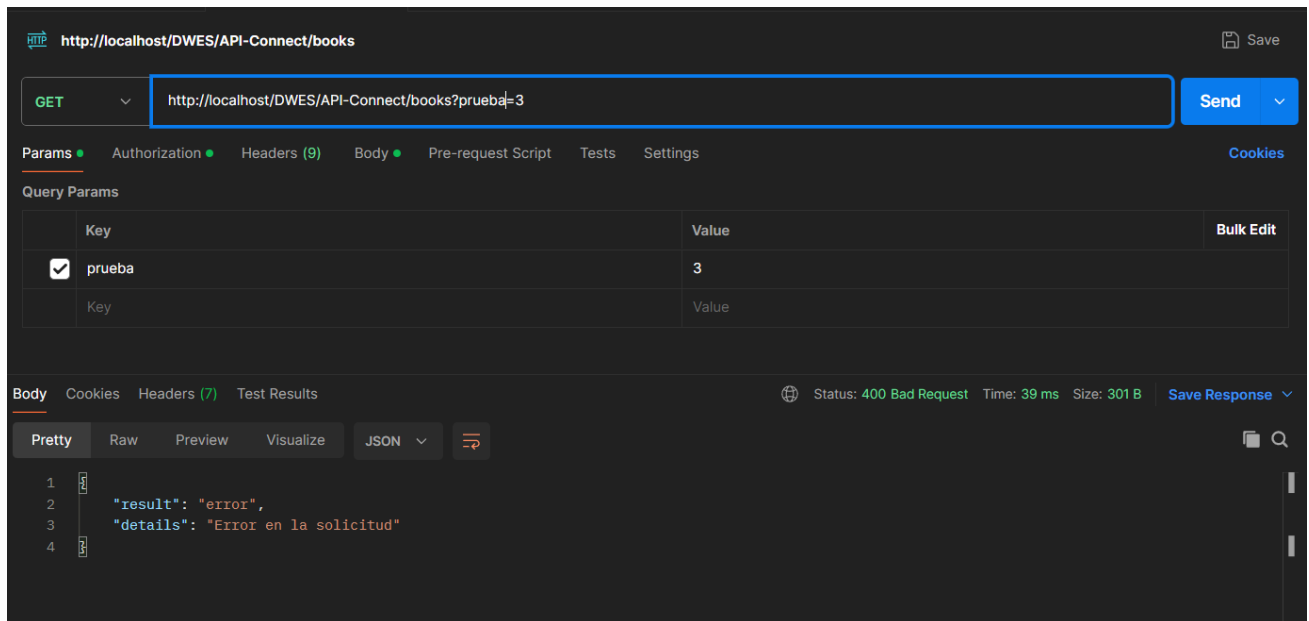 HTTP http://localhost/DWES/API-Connect/books Save
GET http://localhost/DWES/API-Connect/books?prueba=3 Send
Params Authorization Headers (9) Body Pre-request Script Tests Settings Cookies
Query Params
Key Value Bulk Edit
prueba 3
Key Value
Body Cookies Headers (7) Test Results Status: 400 Bad Request Time: 39 ms Size: 301 B Save Response
Pretty Raw Preview Visualize JSON
1 {
2 "result": "error",
3 "details": "Error en la solicitud"
4 }